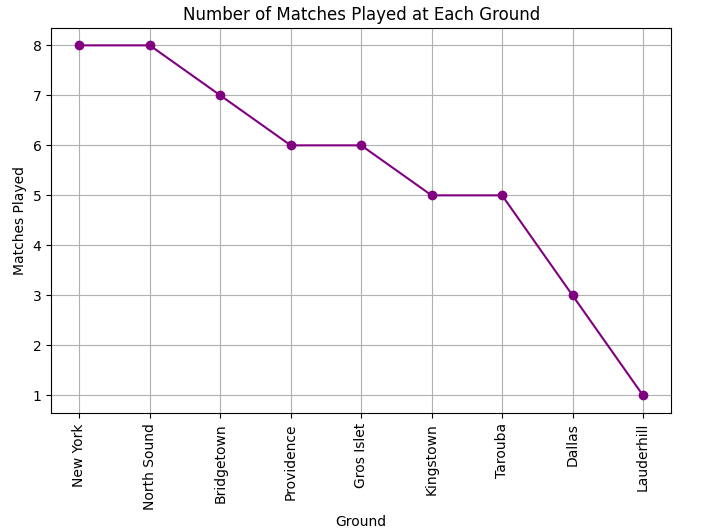 Number of Matches Played at Each Ground
Matches Played
8
7
6
5
4
3
2
1
New York
North Sound
Bridgetown
Providence
Gros Islet
Kingstown
Tarouba
Dallas
Lauderhill
Ground